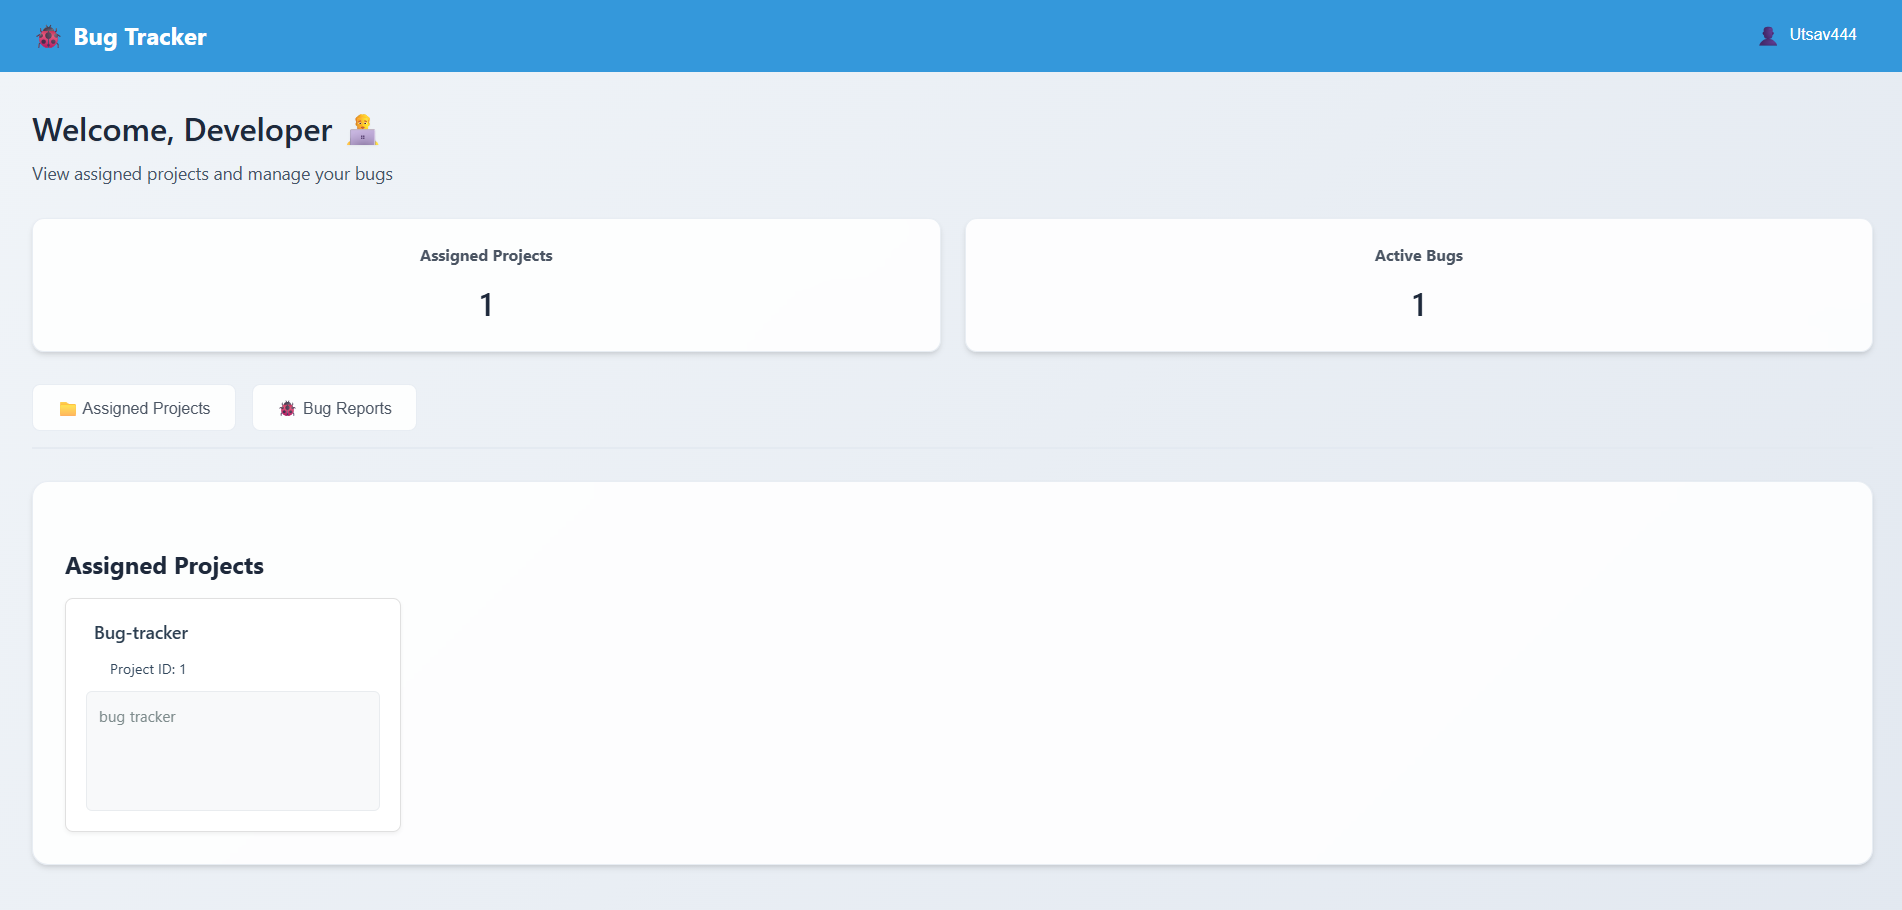 Bug Tracker
Utsav444
Welcome, Developer
View assigned projects and manage your bugs
Assigned Projects
1
Active Bugs
1
Assigned Projects
Bug Reports
Assigned Projects
Bug-tracker
Project ID: 1
bug tracker